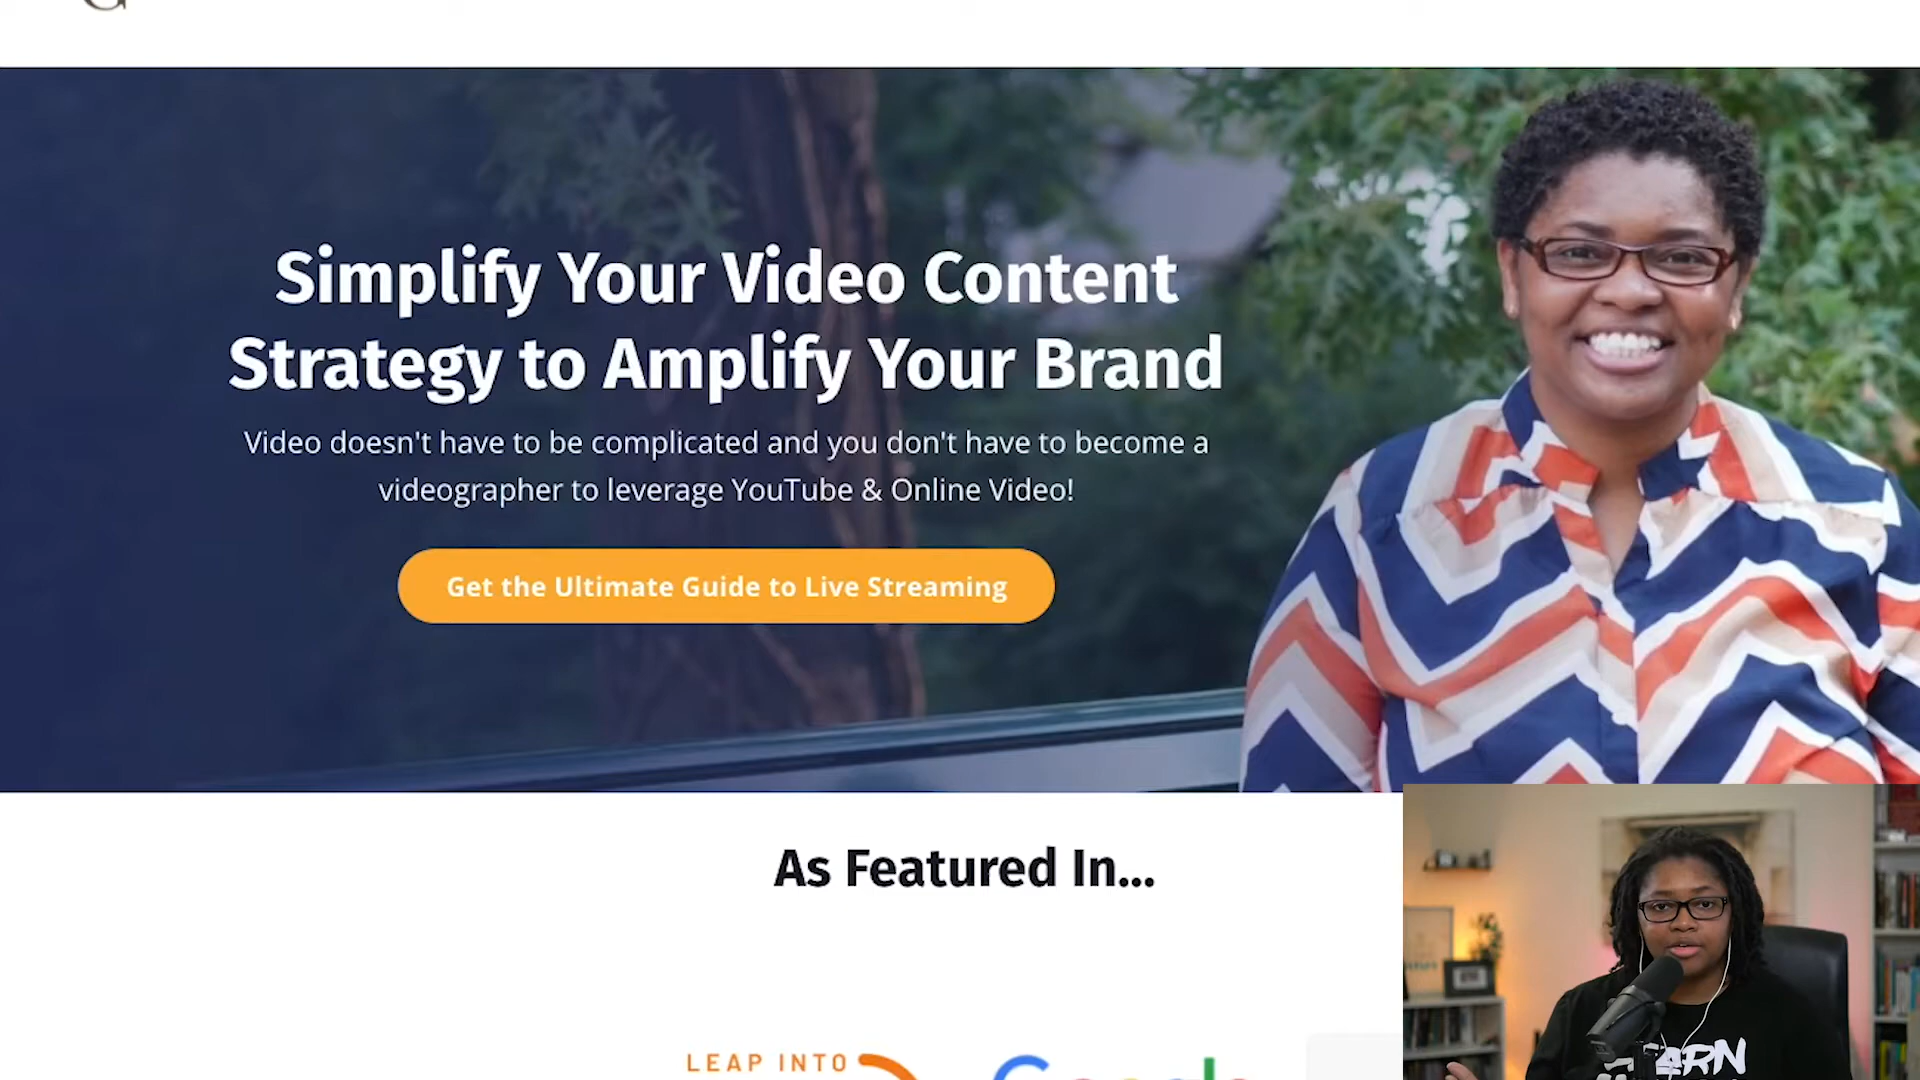 G
Simplify Your Video Content
Strategy to Amplify Your Brand
Video doesn't have to be complicated and you don't have to become a
videographer to leverage YouTube & Online Video!
Get the Ultimate Guide to Live Streaming
As Featured In...
LEAP INTO
Google